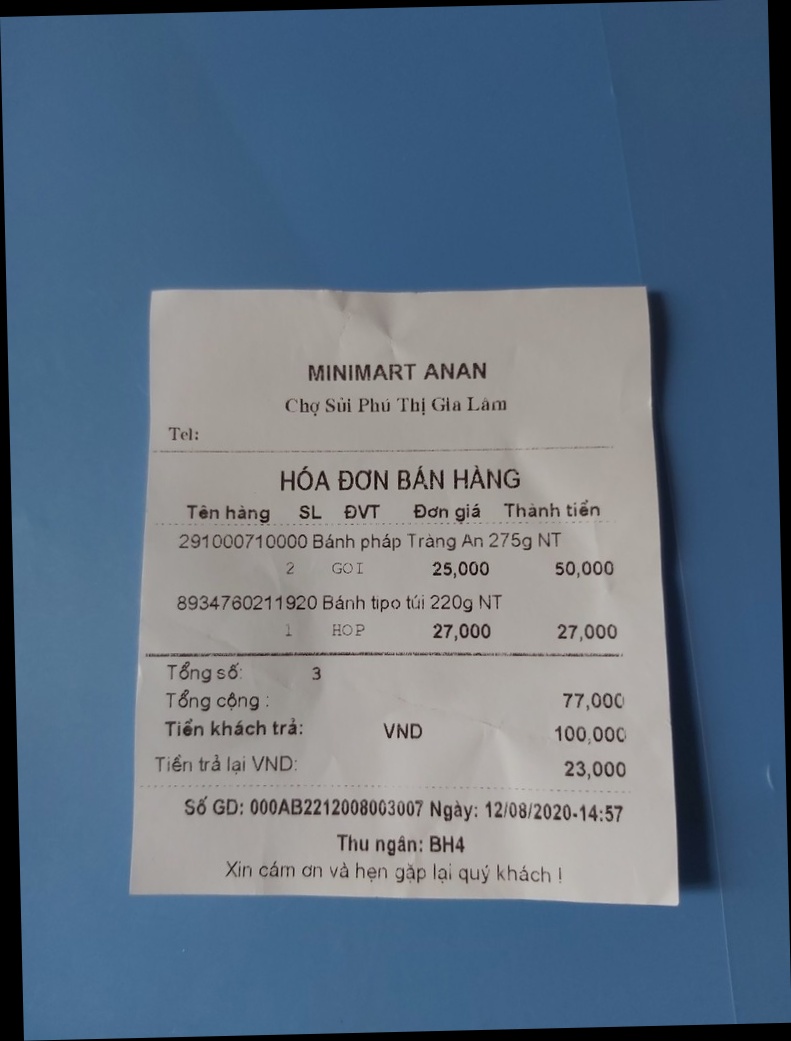 MINIMART ANAN
Chợ Sủi Phú Thị Gia Lâm
Tel:
HÓA ĐƠN BÁN HÀNG
Tên hàng SL ĐVT Đơn giá Thành tiền
291000710000 Bánh pháp Tràng An 275g NT
2 GOI 25,000 50,000
8934760211920 Bánh tipo túi 220g NT
1 HOP 27,000 27,000
Tổng số: 3
Tổng cộng : 77,000
Tiền khách trả: VND 100,000
Tiền trả lại VND: 23,000
Số GD: 000AB2212008003007 Ngày: 12/08/2020-14:57
Thu ngân: BH4
Xin cám ơn và hẹn gặp lại quý khách !